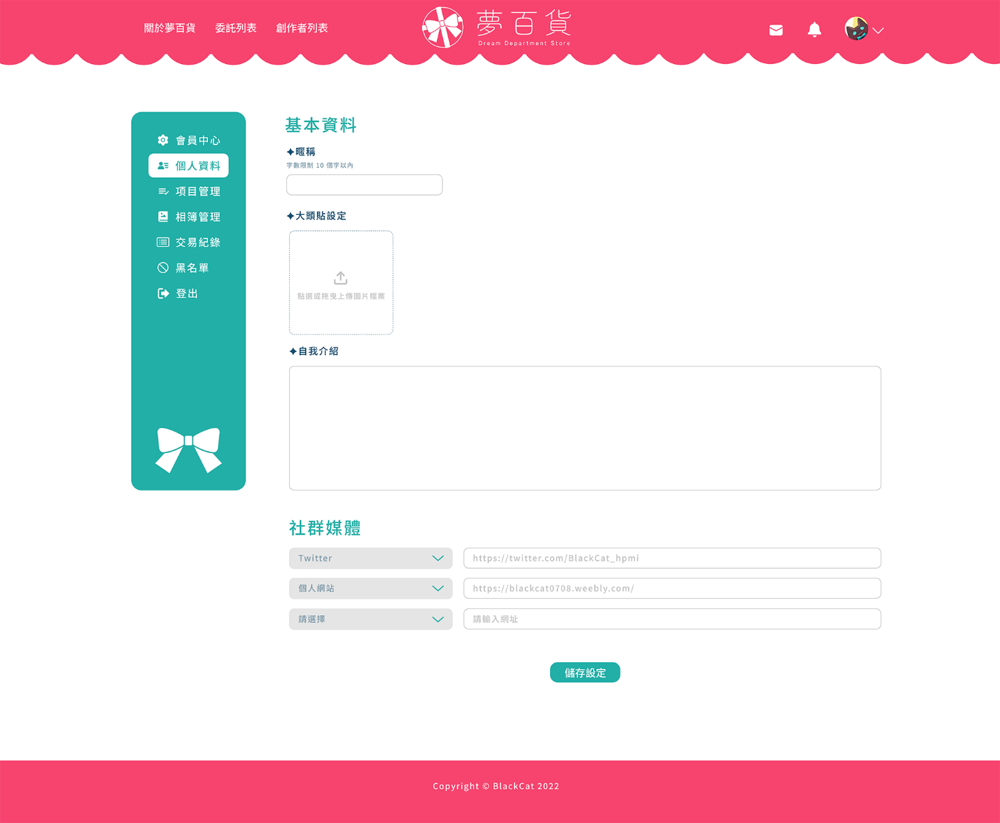 關於夢百貨
委託列表
創作者列表
夢百貨
Dream Department Store
會員中心
個人資料
項目管理
相簿管理
交易紀錄
黑名單
登出
基本資料
✦暱稱
字數限制 10 個字以內
✦大頭貼設定
點選或拖曳上傳圖片檔案
✦自我介紹
社群媒體
Twitter
https://twitter.com/BlackCat_hpmi
個人網站
https://blackcat0708.weebly.com/
請選擇
請輸入網址
儲存設定
Copyright © BlackCat 2022